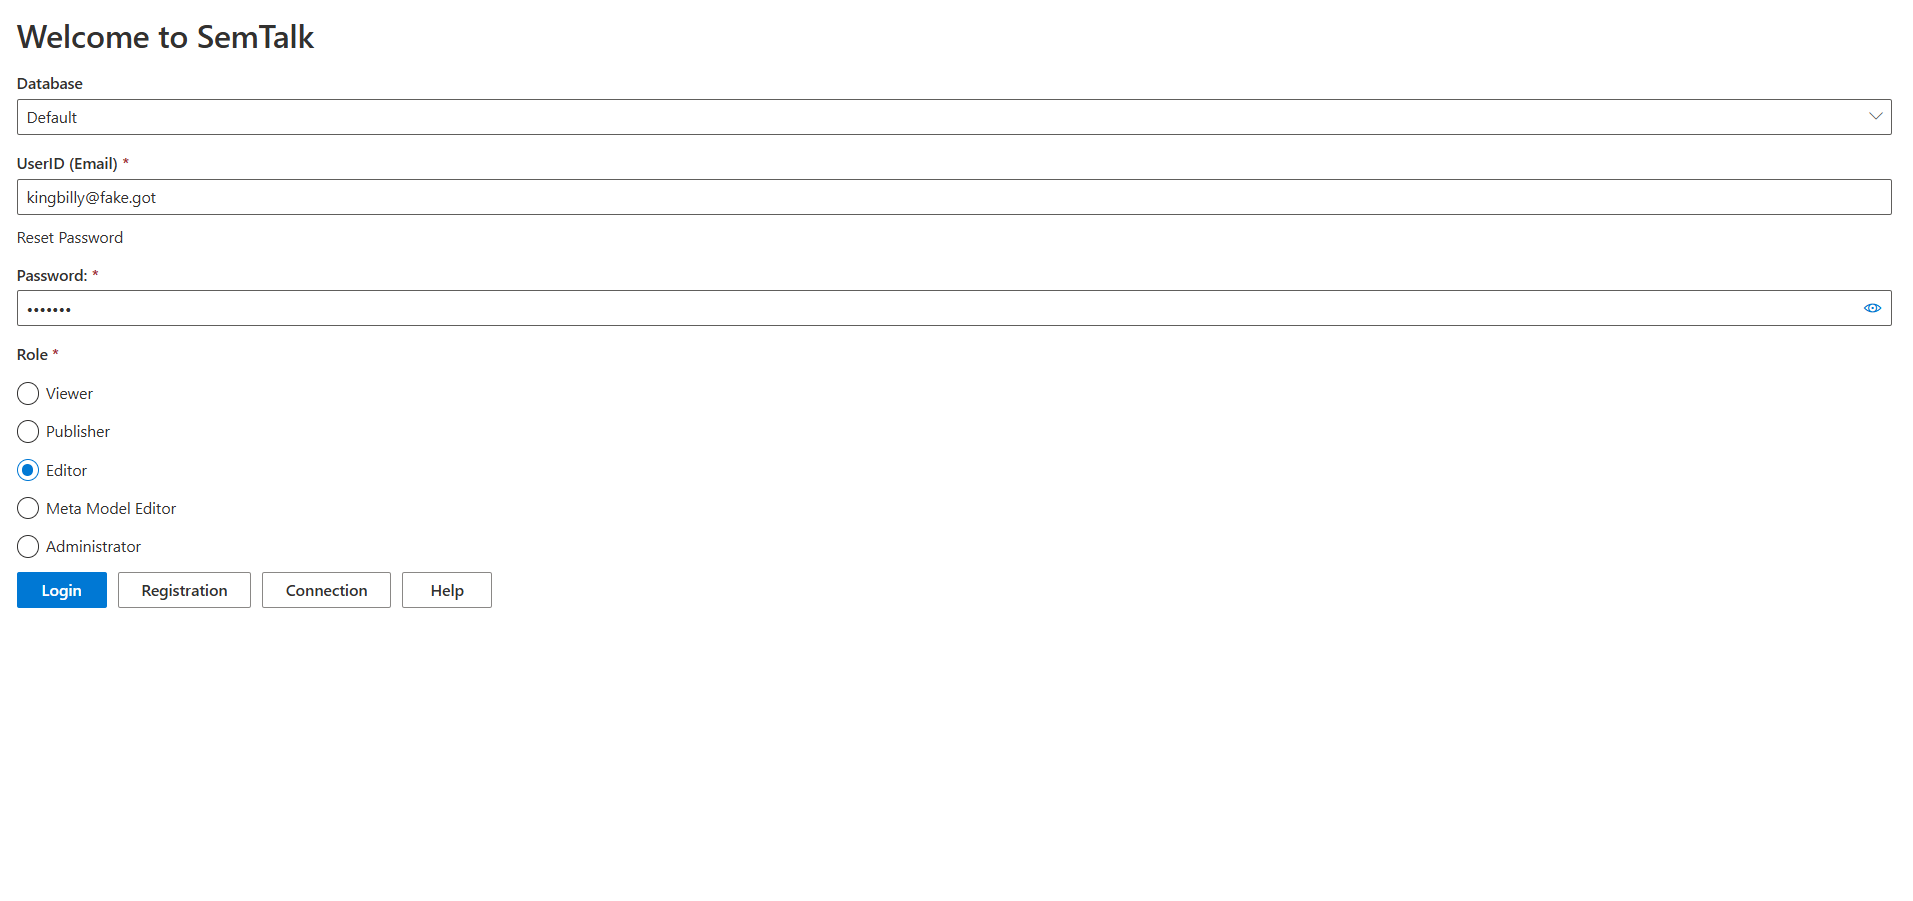 Welcome to SemTalk
Database
Default
UserID (Email) *
kingbilly@fake.got
Reset Password
Password: *
•••••••
Role *
Viewer
Publisher
Editor
Meta Model Editor
Administrator
Login Registration Connection Help